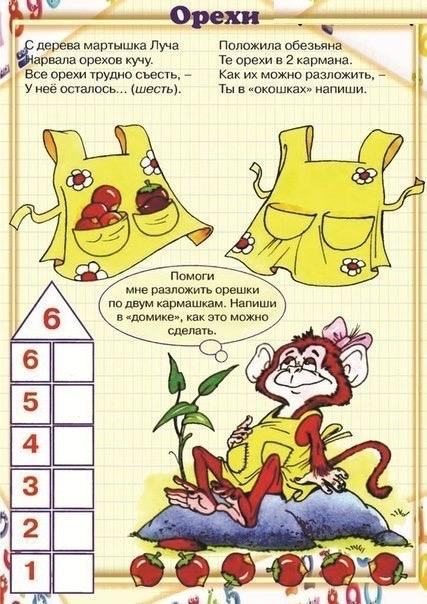 Орехи
С дерева мартышка Луча
Нарвала орехов кучу.
Все орехи трудно съесть, –
У неё осталось... (шесть).
Положила обезьяна
Те орехи в 2 кармана.
Как их можно разложить, –
Ты в «окошках» напиши.
Помоги
мне разложить орешки
по двум кармашкам. Напиши
в «домике», как это можно
сделать.
6
6
5
4
3
2
1